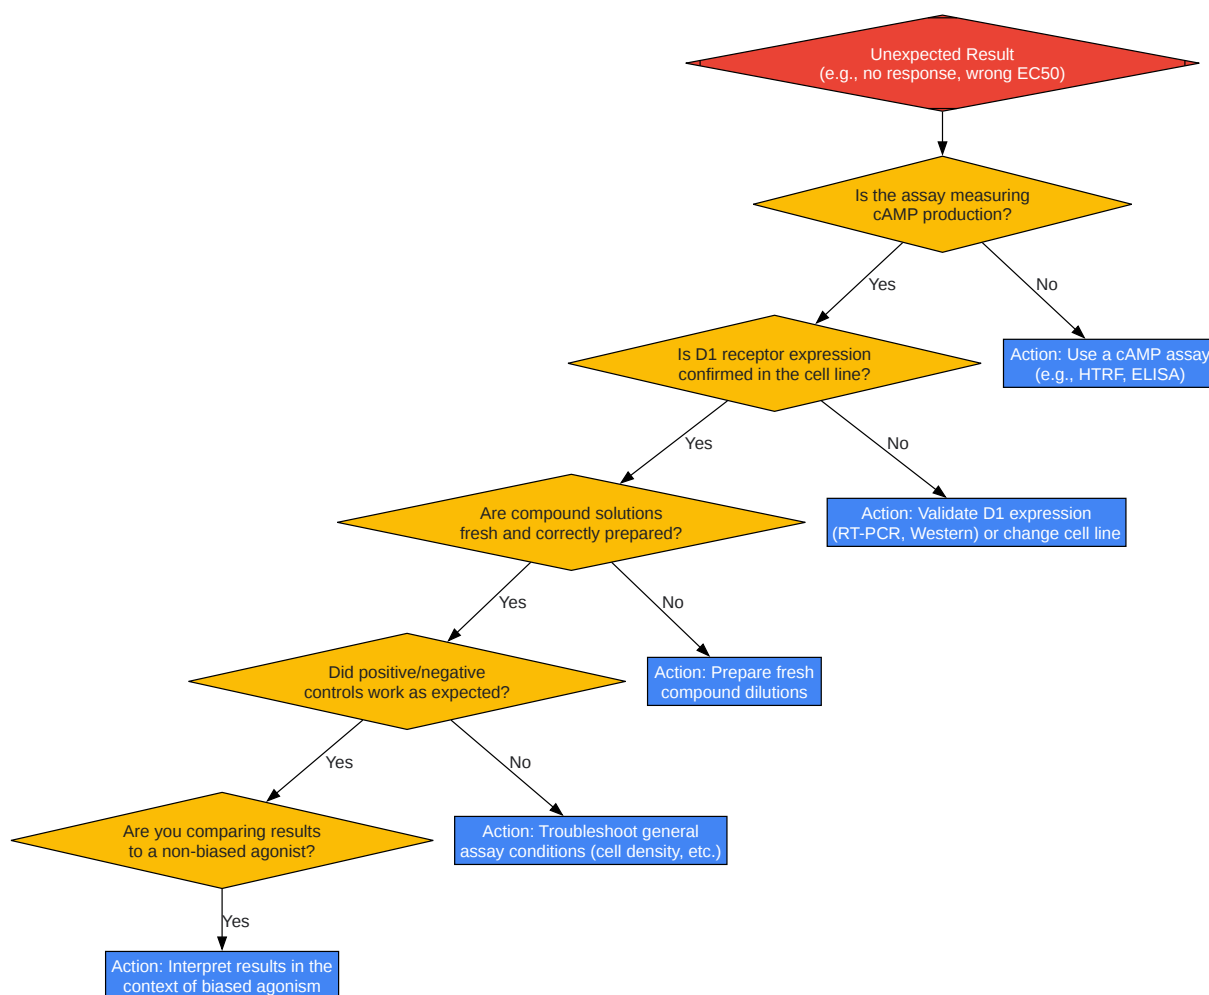 Unexpected Result
(e.g., no response, wrong EC50)
Is the assay measuring
cAMP production?
Yes
No
Is D1 receptor expression
confirmed in the cell line?
Action: Use a cAMP assay
(e.g., HTRF, ELISA)
Yes
No
Are compound solutions
fresh and correctly prepared?
Action: Validate D1 expression
(RT-PCR, Western) or change cell line
Yes
No
Did positive/negative
controls work as expected?
Action: Prepare fresh
compound dilutions
Yes
No
Are you comparing results
to a non-biased agonist?
Action: Troubleshoot general
assay conditions (cell density, etc.)
Yes
Action: Interpret results in the
context of biased agonism